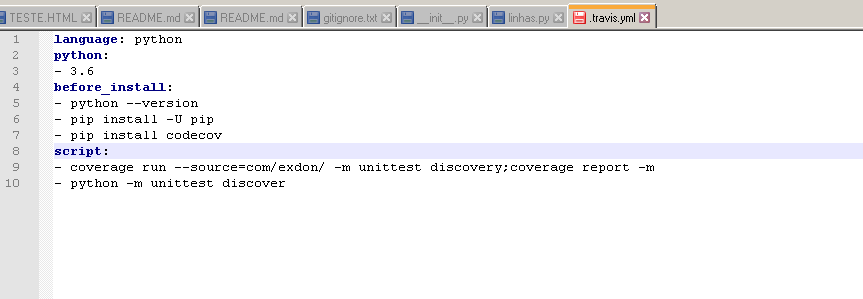 TESTE.HTML README.md README.md gitignore.txt __init__.py linhas.py .travis.yml
1 language: python
2 python:
3 - 3.6
4 before_install:
5 - python --version
6 - pip install -U pip
7 - pip install codecov
8 script:
9 - coverage run --source=com/exdon/ -m unittest discovery;coverage report -m
10 - python -m unittest discover